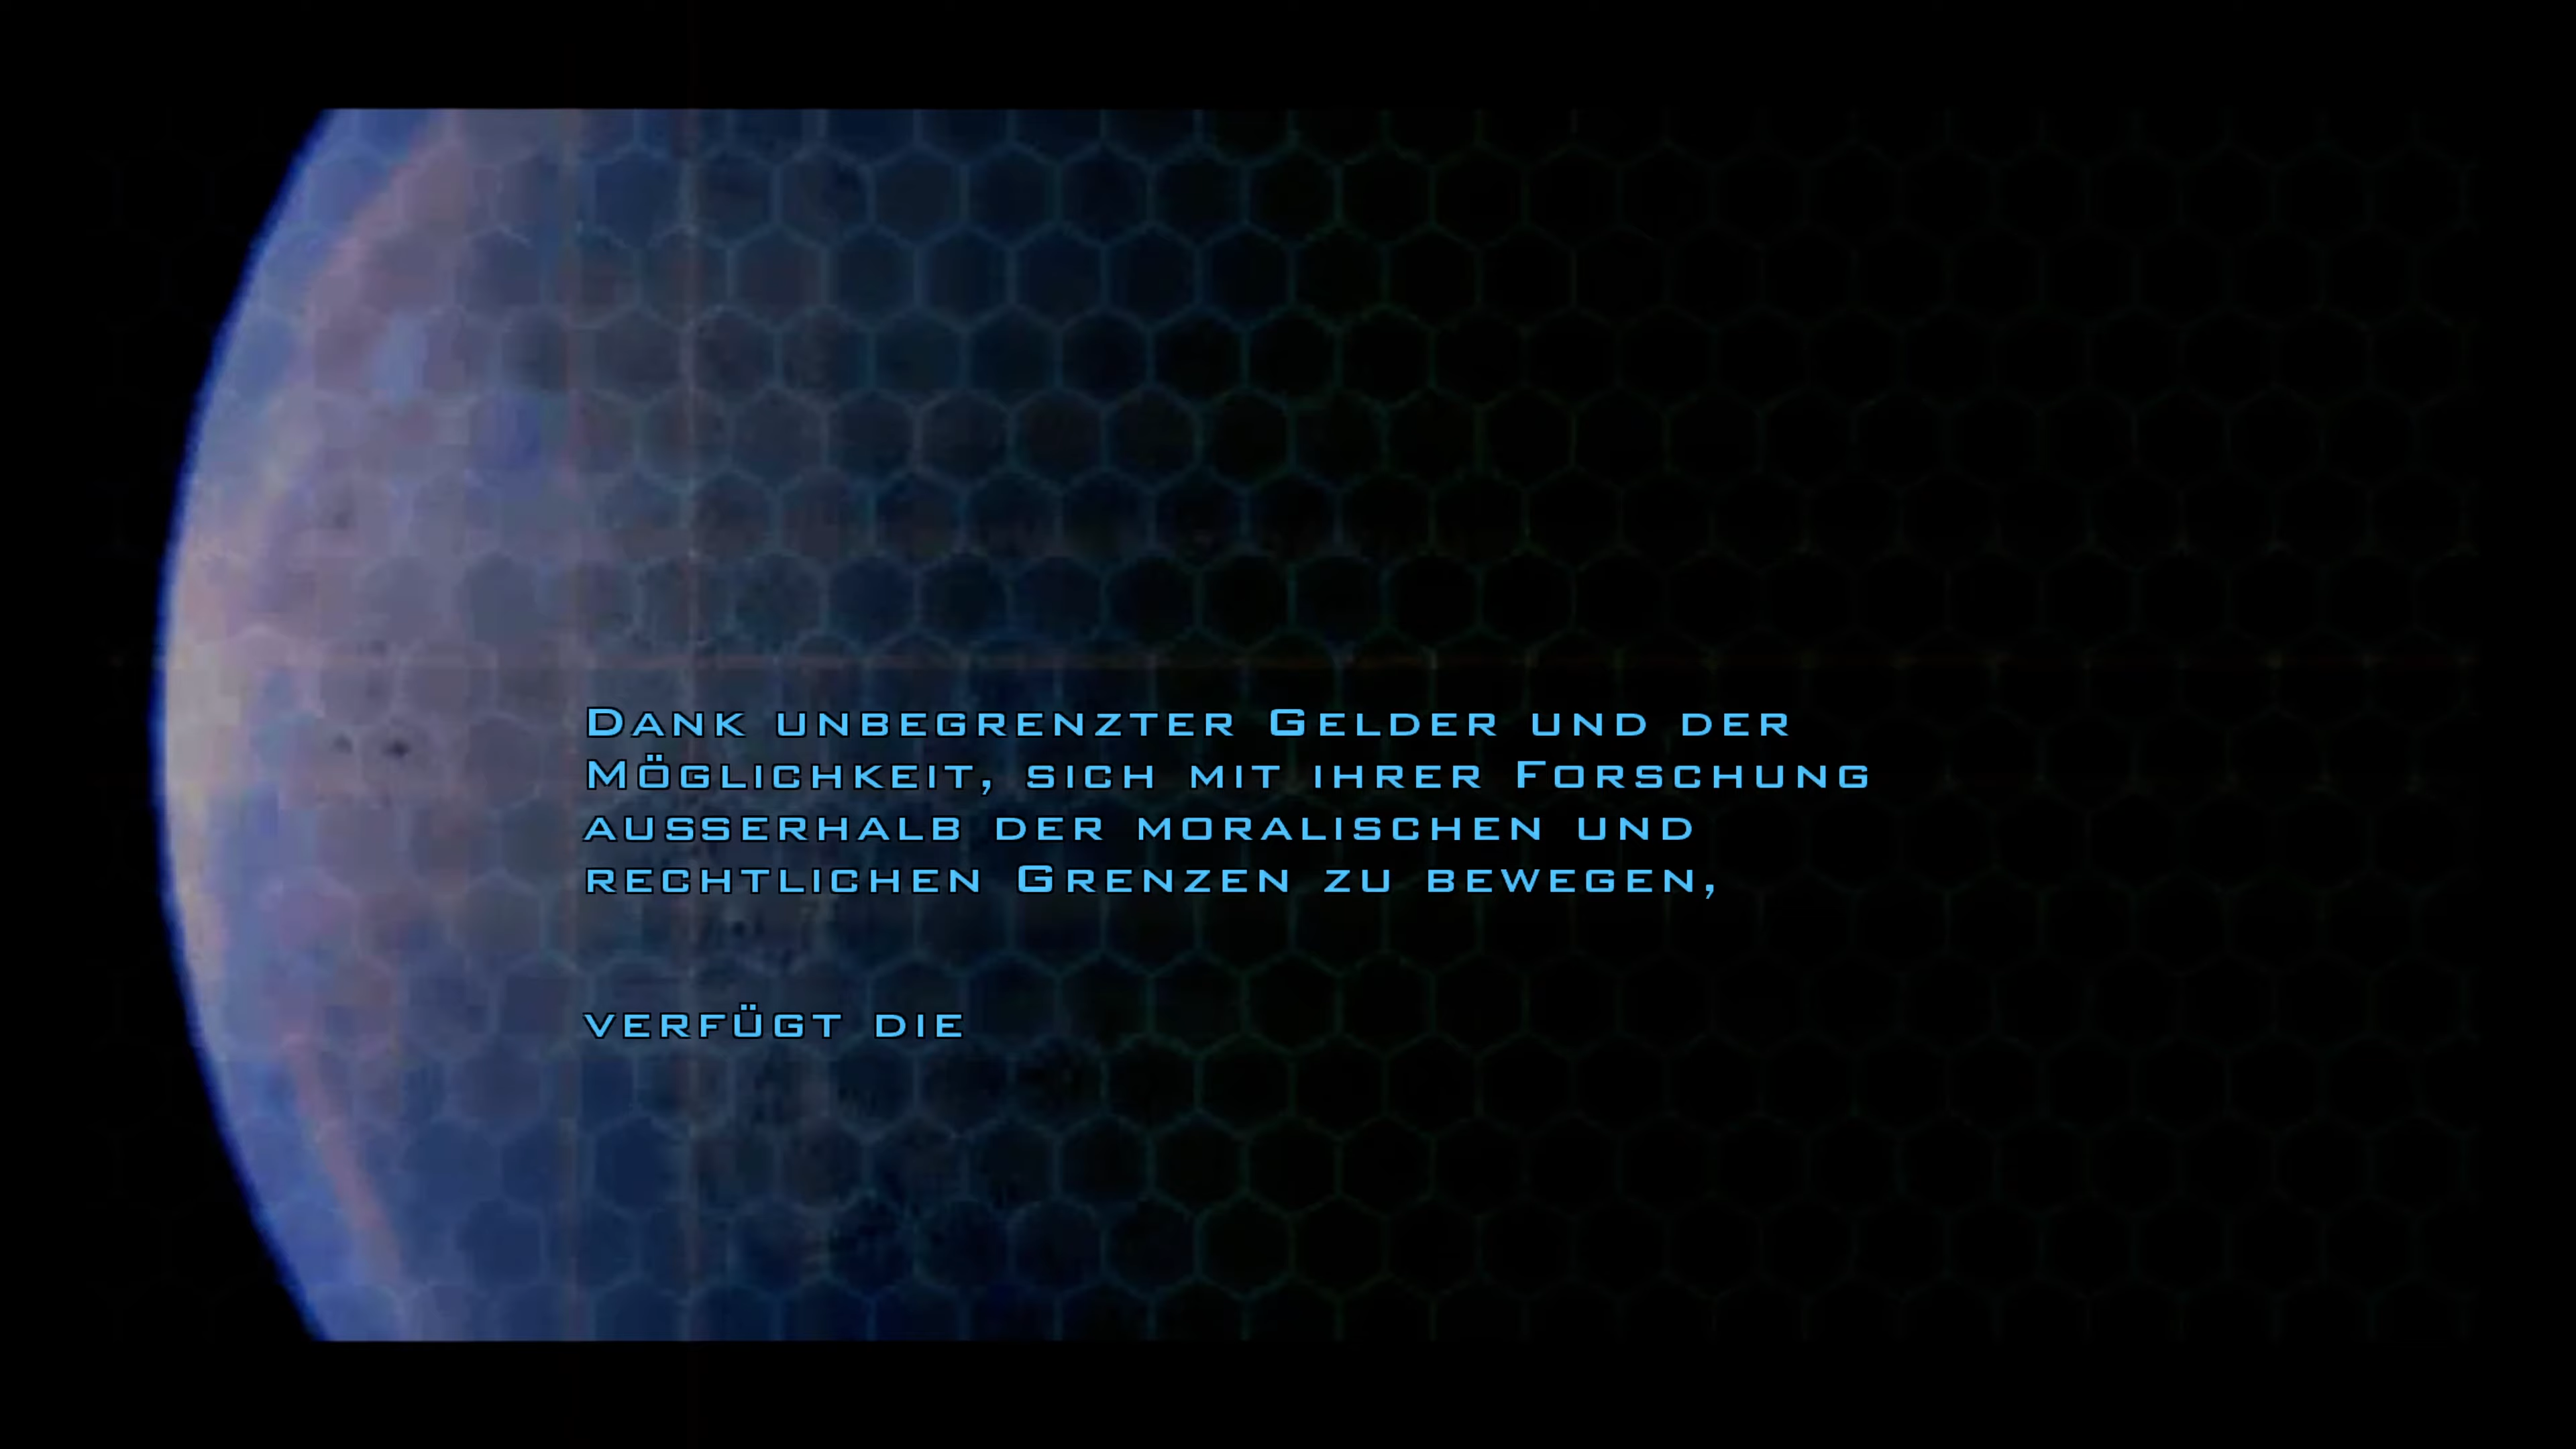 Dank unbegrenzter Gelder und der
Möglichkeit, sich mit ihrer Forschung
ausserhalb der moralischen und
rechtlichen Grenzen zu bewegen,
verfügt die